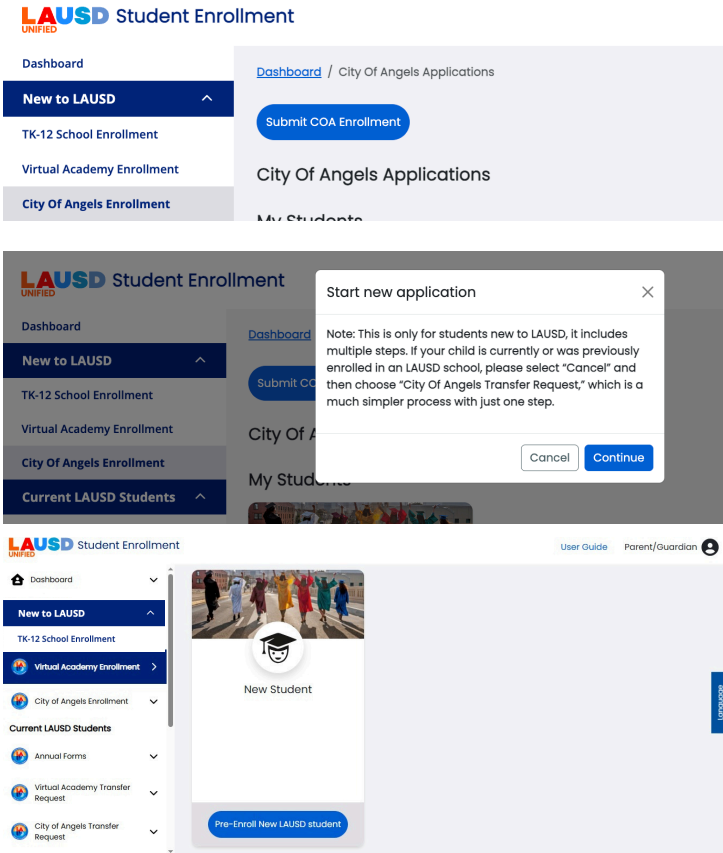 LAUSD Student Enrollment
UNIFIED
Dashboard
Dashboard / City Of Angels Applications
New to LAUSD
Submit COA Enrollment
TK-12 School Enrollment
Virtual Academy Enrollment
City Of Angels Applications
City Of Angels Enrollment
My Students
LAUSD Student Enrollment
UNIFIED
Start new application
Dashboard
Dashboard
Note: This is only for students new to LAUSD, it includes
multiple steps. If your child is currently or was previously
enrolled in an LAUSD school, please select “Cancel” and
then choose “City Of Angels Transfer Request,” which is a
much simpler process with just one step.
New to LAUSD
Submit CO
TK-12 School Enrollment
Virtual Academy Enrollment
City Of A
City Of Angels Enrollment
Cancel
Continue
My Students
Current LAUSD Students
LAUSD Student Enrollment
UNIFIED
User Guide
Parent/Guardian
Dashboard
New to LAUSD
TK-12 School Enrollment
Virtual Academy Enrollment
City of Angels Enrollment
Current LAUSD Students
Annual Forms
Virtual Academy Transfer
Request
City of Angels Transfer
Request
New Student
Pre-Enroll New LAUSD student
Language